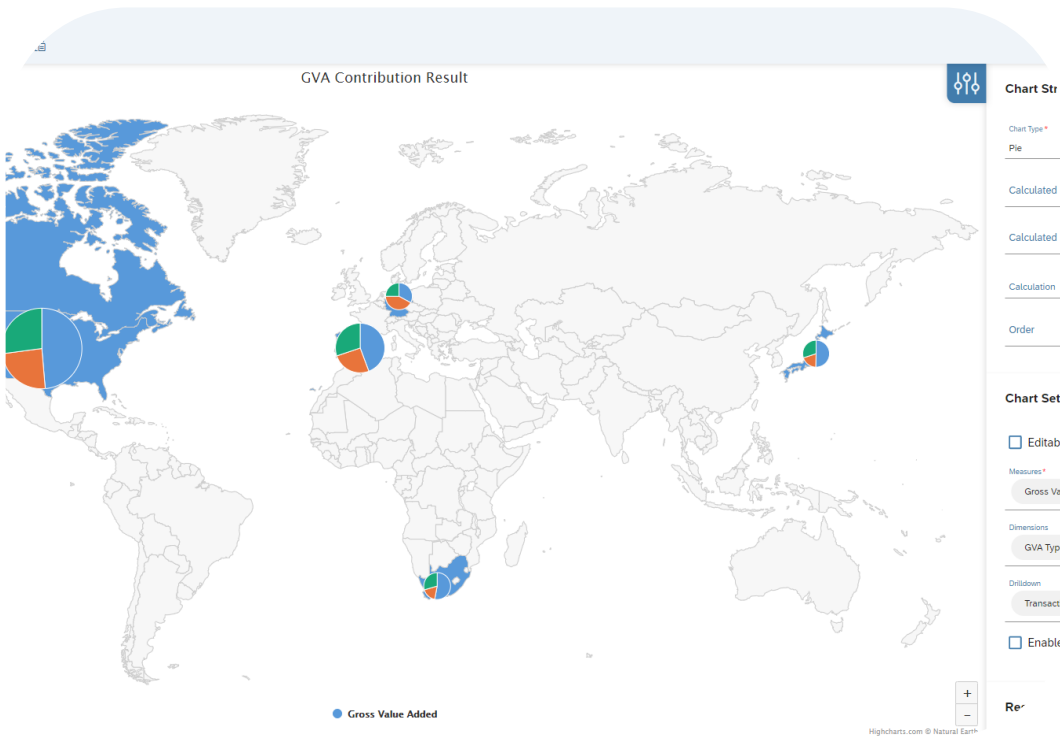 GVA Contribution Result
Chart Str
Chart Type *
Pie
Calculated
Calculated
Calculation
Order
Chart Set
Editab
Measures *
Gross Va
Dimensions
GVA Typ
Drilldown
Transact
Enable
+
−
Gross Value Added
Highcharts.com © Natural Earth